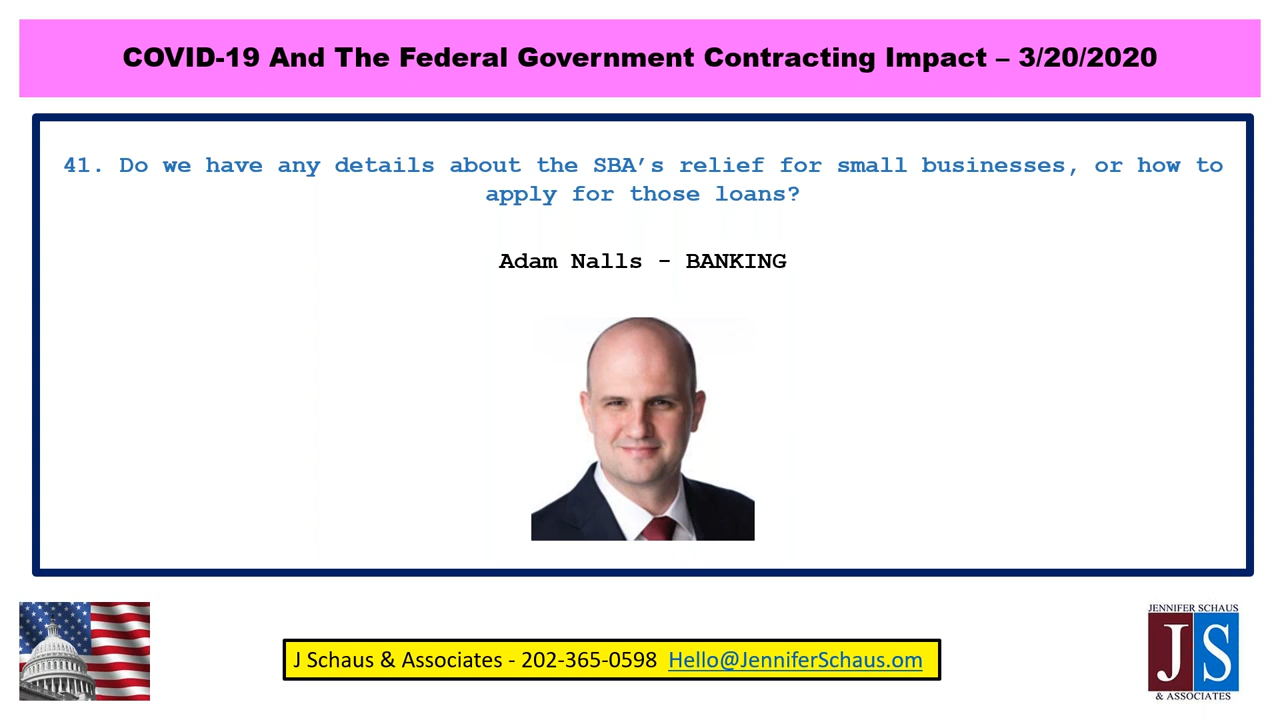 COVID-19 And The Federal Government Contracting Impact – 3/20/2020
41. Do we have any details about the SBA’s relief for small businesses, or how to
apply for those loans?
Adam Nalls - BANKING
J Schaus & Associates - 202-365-0598 Hello@JenniferSchaus.om
JENNIFER SCHAUS
J S
& ASSOCIATES